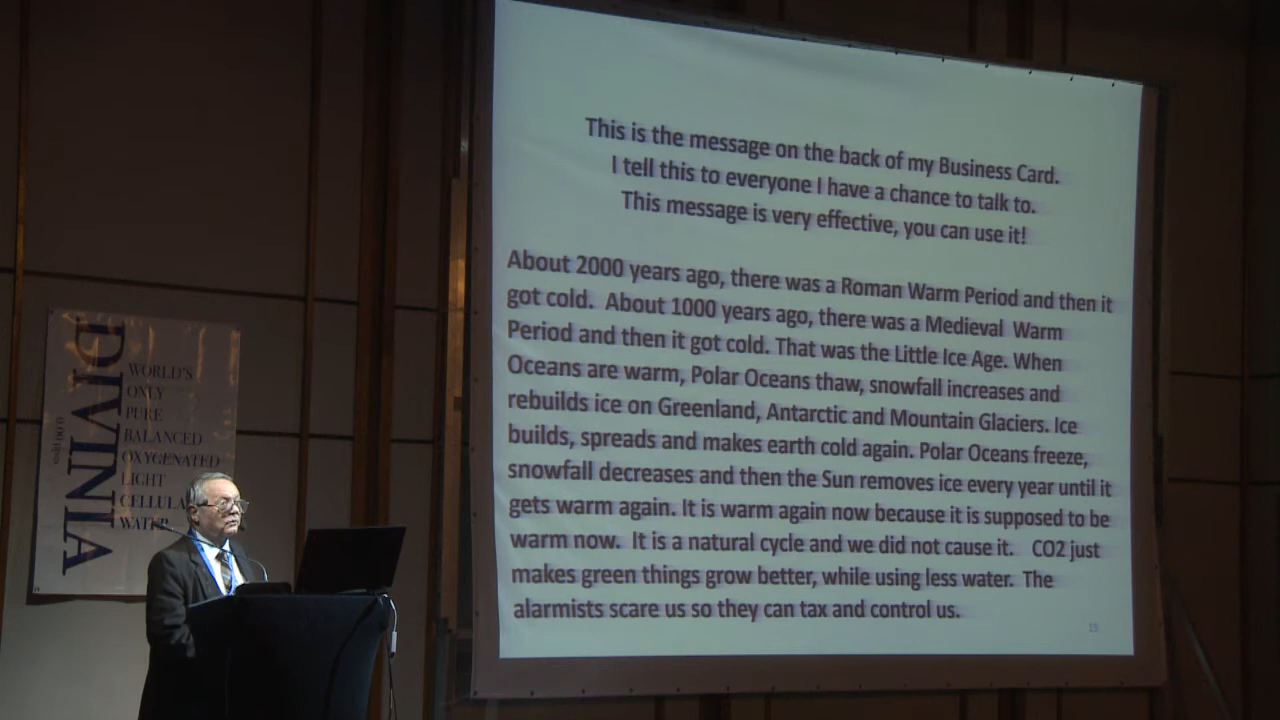 This is the message on the back of my Business Card.
I tell this to everyone I have a chance to talk to.
This message is very effective, you can use it!
About 2000 years ago, there was a Roman Warm Period and then it
got cold. About 1000 years ago, there was a Medieval Warm
Period and then it got cold. That was the Little Ice Age. When
Oceans are warm, Polar Oceans thaw, snowfall increases and
rebuilds ice on Greenland, Antarctic and Mountain Glaciers. Ice
builds, spreads and makes earth cold again. Polar Oceans freeze,
snowfall decreases and then the Sun removes ice every year until it
gets warm again. It is warm again now because it is supposed to be
warm now. It is a natural cycle and we did not cause it. CO2 just
makes green things grow better, while using less water. The
alarmists scare us so they can tax and control us.
15
DIVINIA
WORLD'S
ONLY
PURE
BALANCED
OXYGENATED
LIGHT
CELLULA
WATER